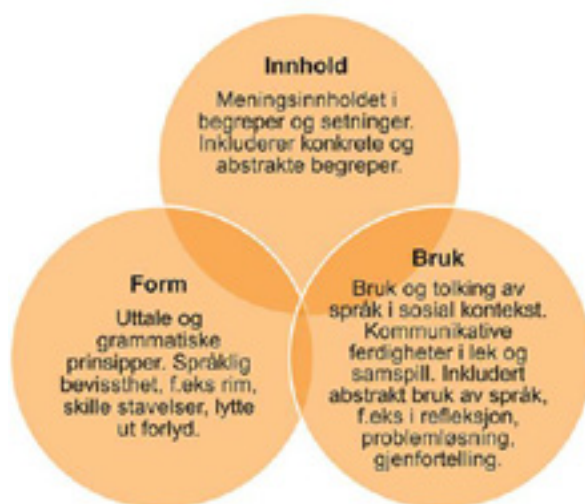 Innhold
Meningsinnholdet i
begreper og setninger.
Inkluderer konkrete og
abstrakte begreper.
Form
Uttale og
grammatiske
prinsipper. Språklig
bevissthet, f.eks rim,
skille stavelser, lytte
ut forlyd.
Bruk
Bruk og tolking av
språk i sosial kontekst.
Kommunikative
ferdigheter i lek og
samspill. Inkludert
abstrakt bruk av språk,
f.eks i refleksjon,
problemløsning,
gjenfortelling.